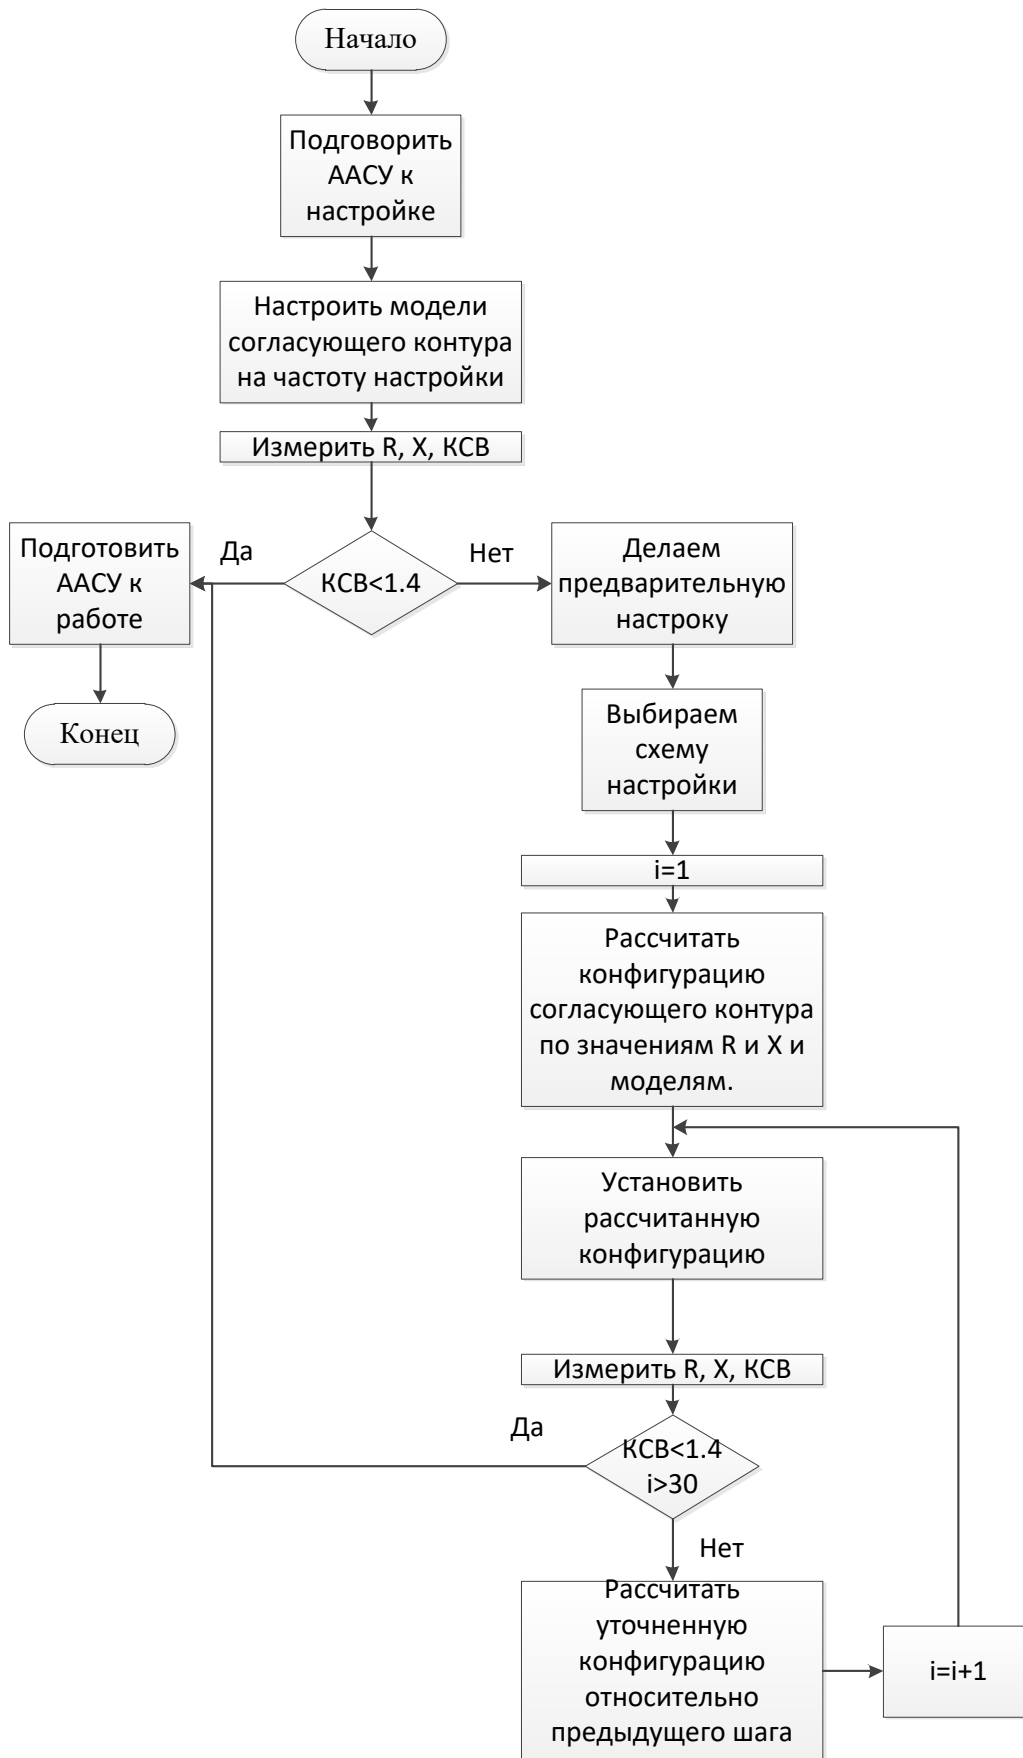 Начало
Подговорить
ААСУ к
настройке
Настроить модели
согласующего контура
на частоту настройки
Измерить R, X, КСВ
КСВ<1.4
Да
Нет
Подготовить
ААСУ к
работе
Конец
Делаем
предварительную
настроку
Выбираем
схему
настройки
i=1
Рассчитать
конфигурацию
согласующего контура
по значениям R и X и
моделям.
Установить
рассчитанную
конфигурацию
Измерить R, X, КСВ
Да
КСВ<1.4
i>30
Нет
Рассчитать
уточненную
конфигурацию
относительно
предыдущего шага
i=i+1